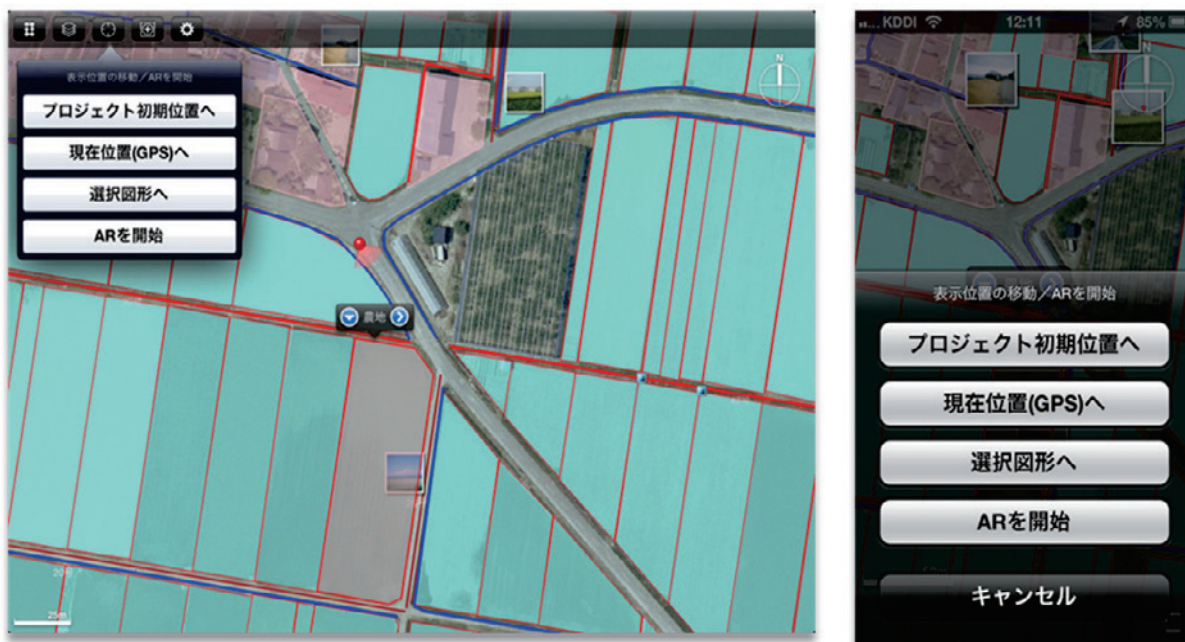 表示位置の移動／ARを開始
プロジェクト初期位置へ
現在位置(GPS)へ
選択図形へ
ARを開始
N
農地
25m
KDDI
12:11
85%
N
表示位置の移動／ARを開始
プロジェクト初期位置へ
現在位置(GPS)へ
選択図形へ
ARを開始
キャンセル